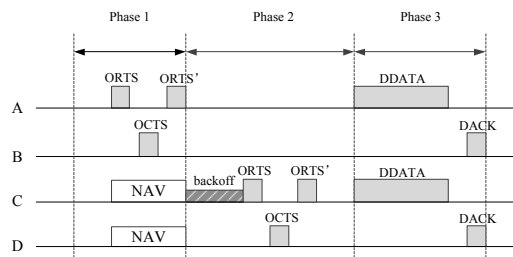 Phase 1 Phase 2 Phase 3
ORTS ORTS' DDATA
A
OCTS DACK
B
backoff ORTS ORTS' DDATA
NAV
C
OCTS DACK
NAV
D